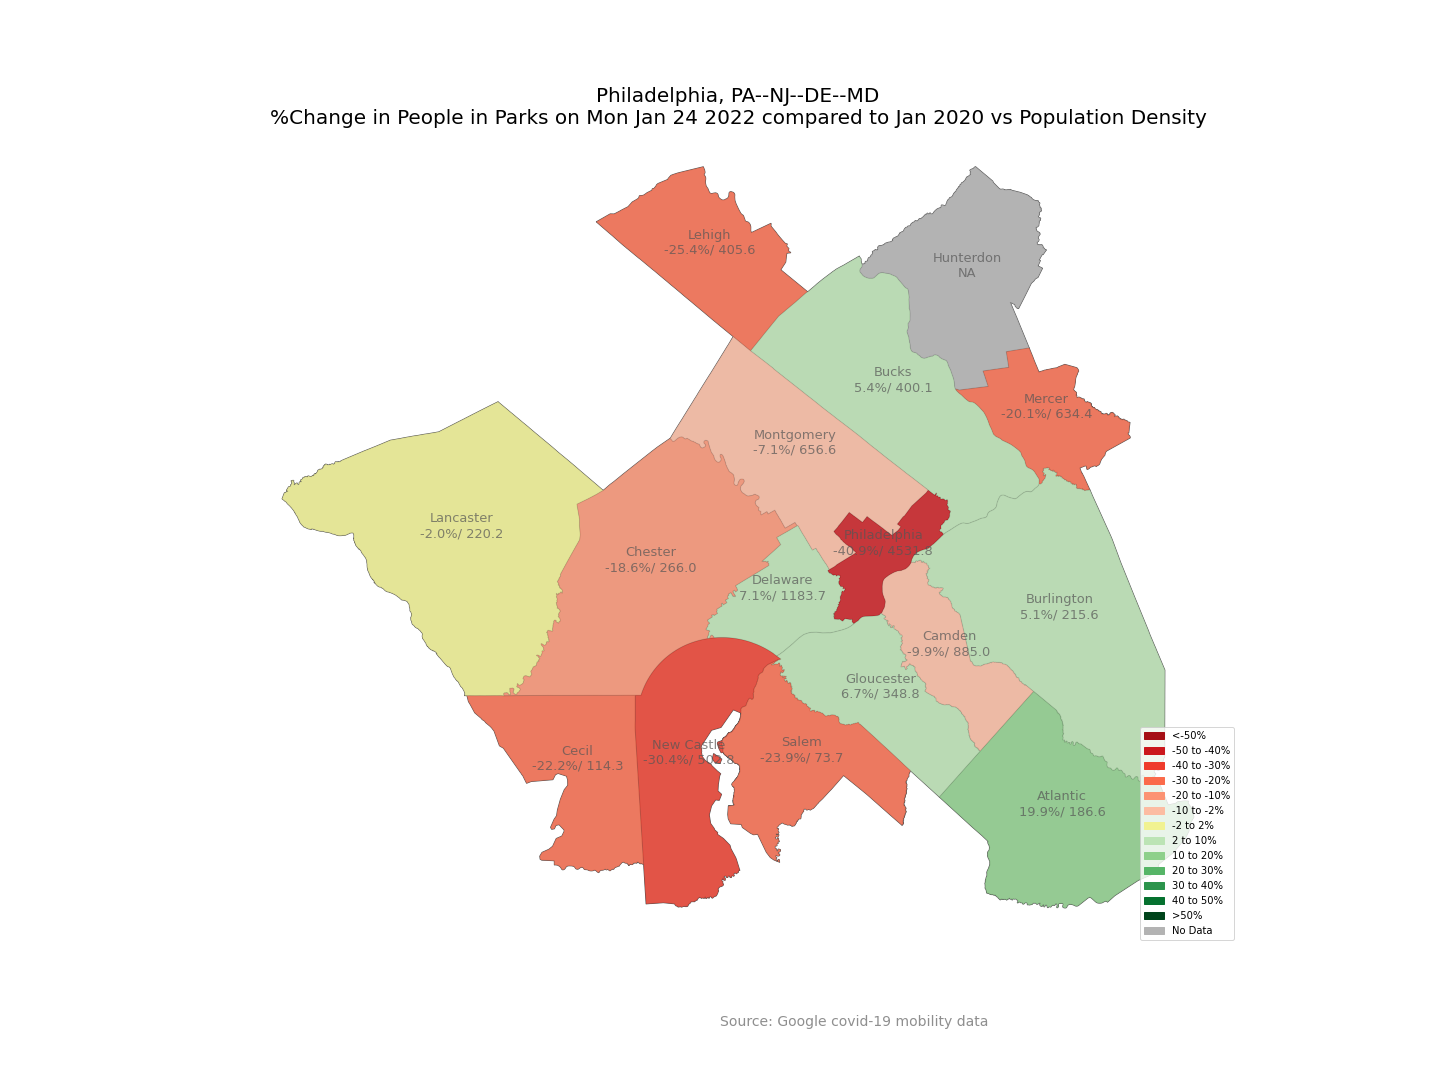 Philadelphia, PA--NJ--DE--MD
%Change in People in Parks on Mon Jan 24 2022 compared to Jan 2020 vs Population Density
Lehigh
-25.4%/ 405.6
Hunterdon
NA
Bucks
5.4%/ 400.1
Mercer
-20.1%/ 634.4
Montgomery
-7.1%/ 656.6
Lancaster
-2.0%/ 220.2
Philadelphia
-40.9%/ 4531.8
Chester
-18.6%/ 266.0
Delaware
7.1%/ 1183.7
Burlington
5.1%/ 215.6
Camden
-9.9%/ 885.0
Gloucester
6.7%/ 348.8
New Castle
-30.4%/ 502.8
Salem
-23.9%/ 73.7
Cecil
-22.2%/ 114.3
Atlantic
19.9%/ 186.6
<-50%
-50 to -40%
-40 to -30%
-30 to -20%
-20 to -10%
-10 to -2%
-2 to 2%
2 to 10%
10 to 20%
20 to 30%
30 to 40%
40 to 50%
>50%
No Data
Source: Google covid-19 mobility data